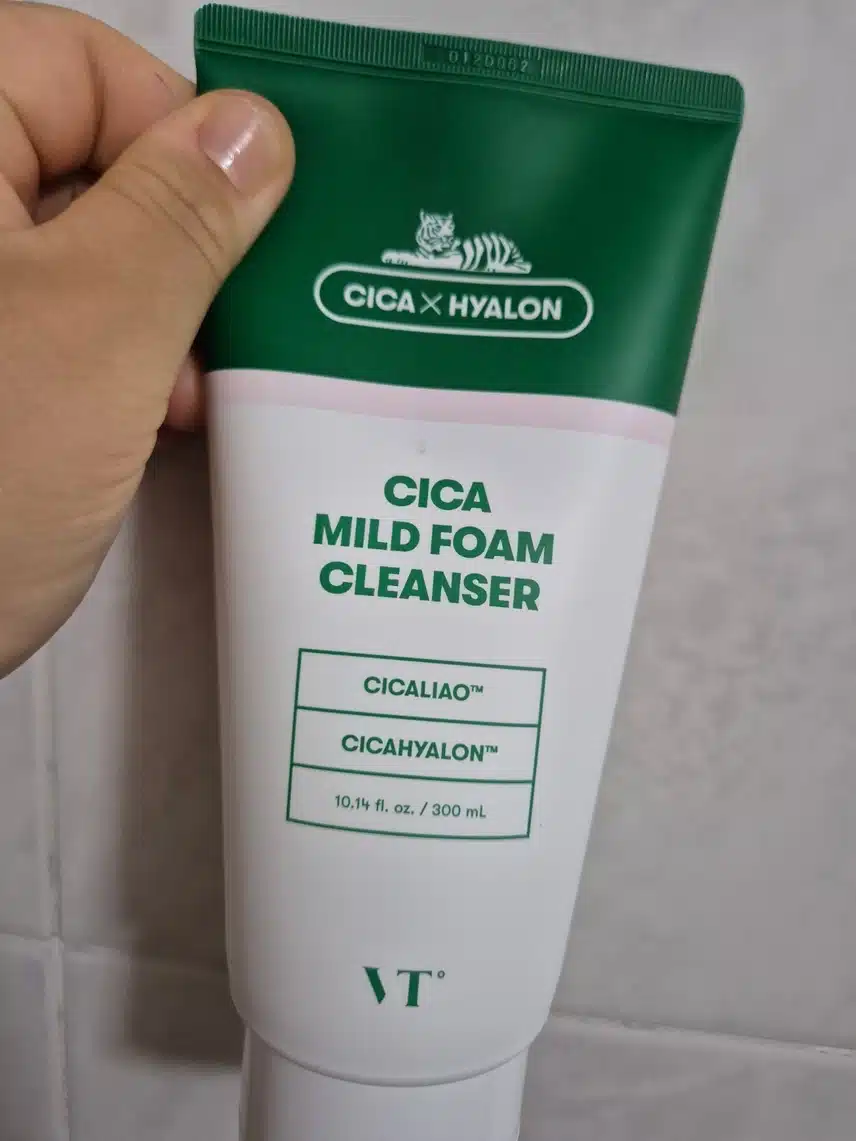 CICA X HYALON
CICA
MILD FOAM
CLEANSER
CICALIAO™
CICAHYALON™
10.14 fl. oz. / 300 mL
VT°